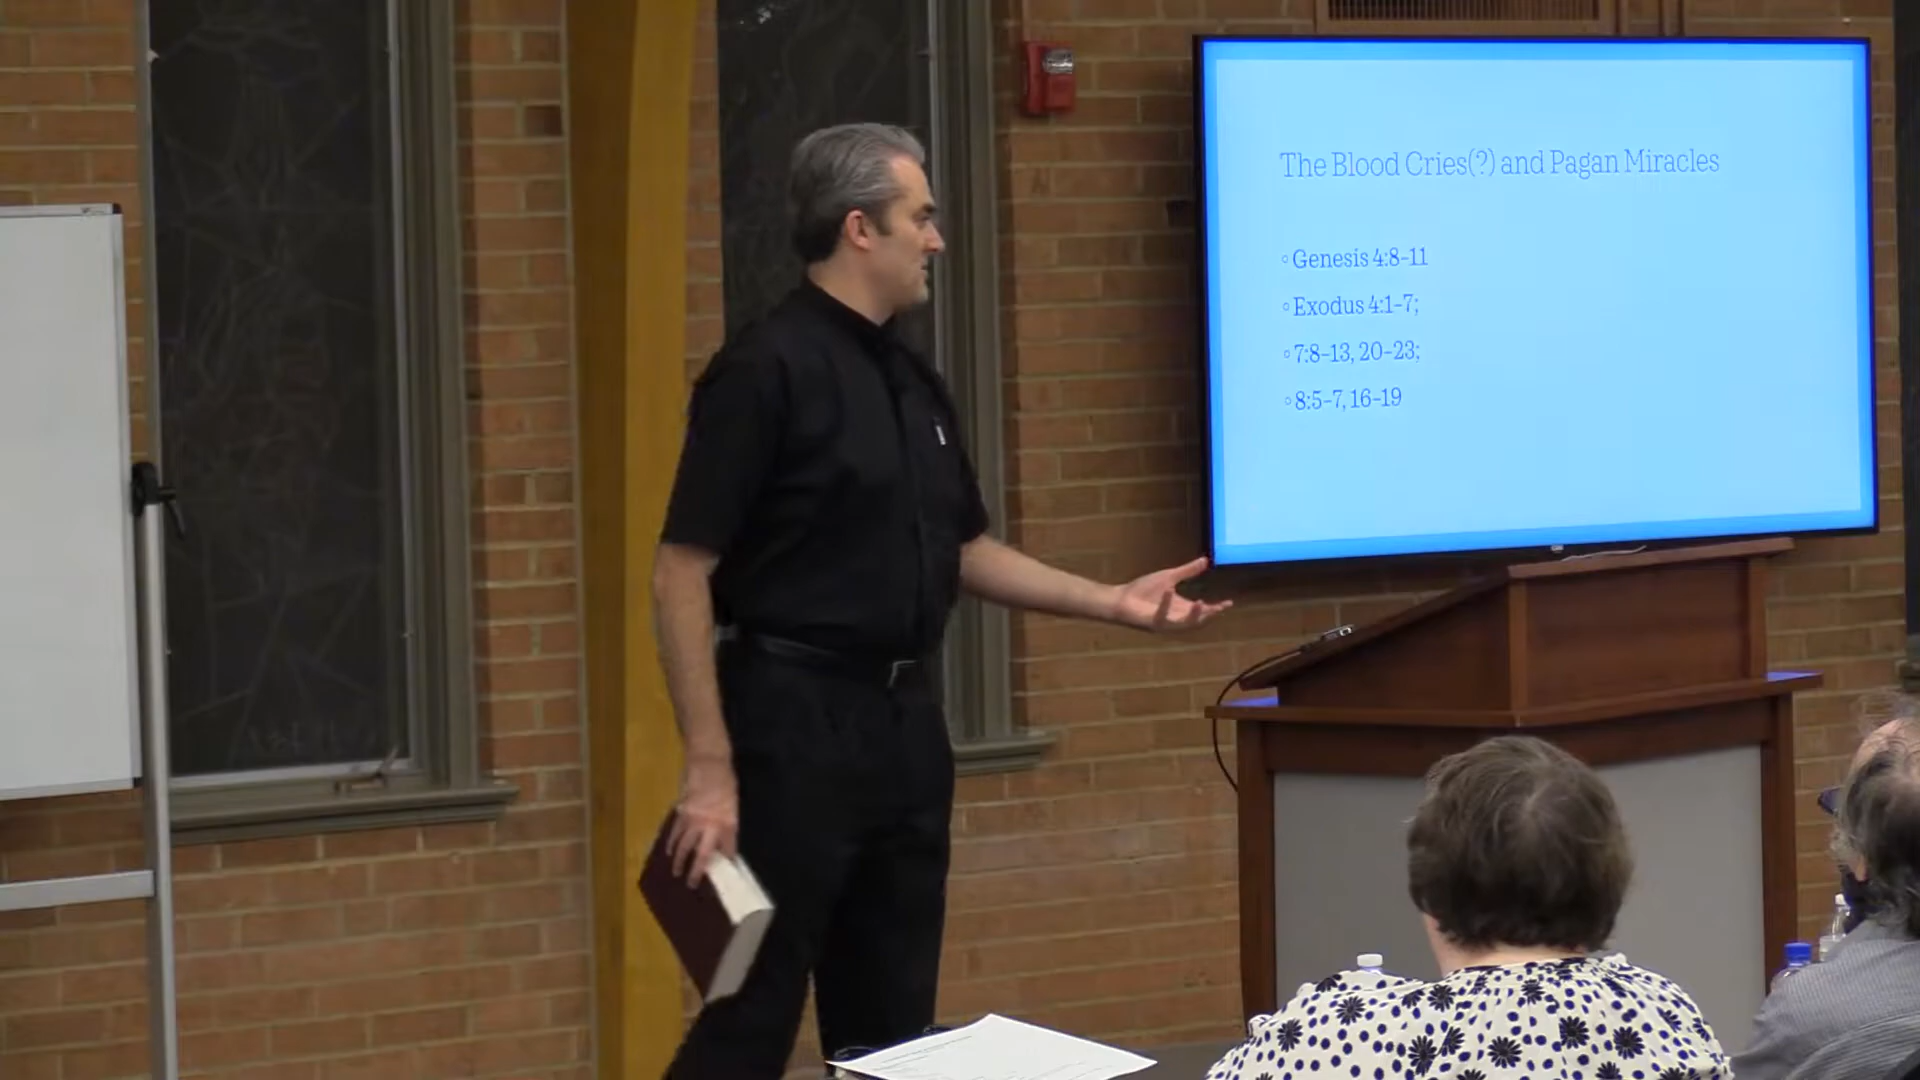 The Blood Cries(?) and Pagan Miracles
Genesis 4:8-11
Exodus 4:1-7;
7:8-13, 20-23;
8:5-7, 16-19